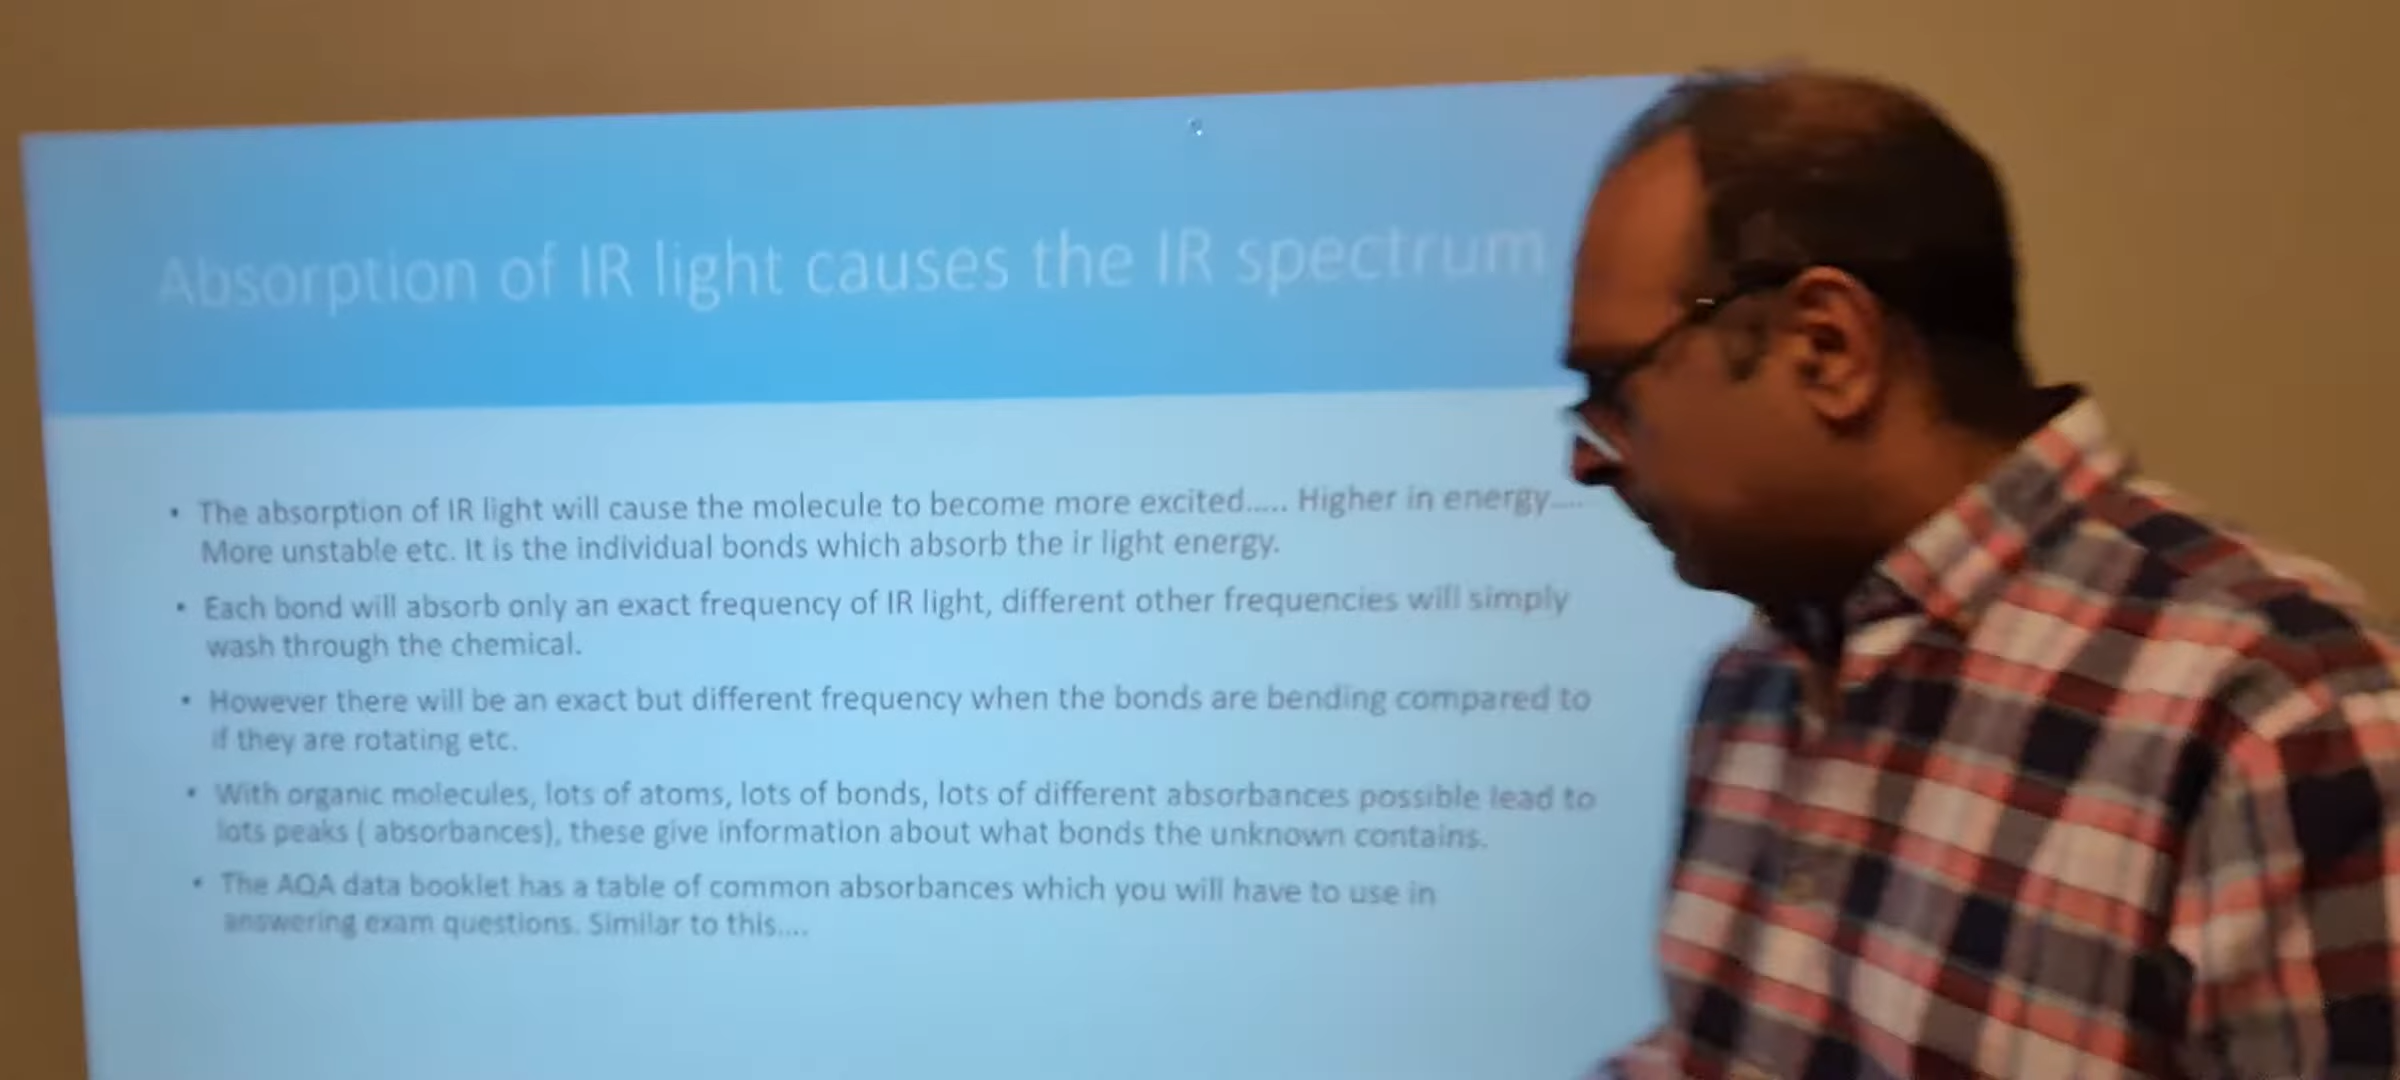 Absorption of IR light causes the IR spectrum
• The absorption of IR light will cause the molecule to become more excited..... Higher in energy....
More unstable etc. It is the individual bonds which absorb the ir light energy.
• Each bond will absorb only an exact frequency of IR light, different other frequencies will simply
wash through the chemical.
• However there will be an exact but different frequency when the bonds are bending compared to
if they are rotating etc.
• With organic molecules, lots of atoms, lots of bonds, lots of different absorbances possible lead to
lots peaks ( absorbances), these give information about what bonds the unknown contains.
• The AQA data booklet has a table of common absorbances which you will have to use in
answering exam questions. Similar to this....